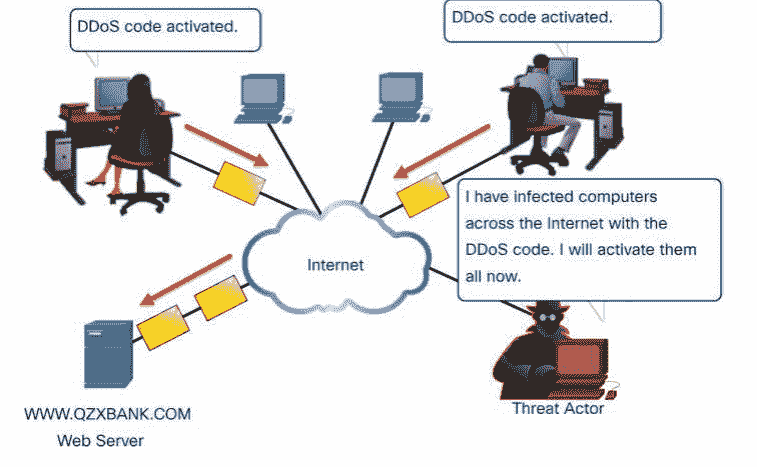 DDoS code activated.
DDoS code activated.
I have infected computers
across the Internet with the
DDoS code. I will activate them
all now.
Internet
WWW.QZXBANK.COM
Web Server
Threat Actor